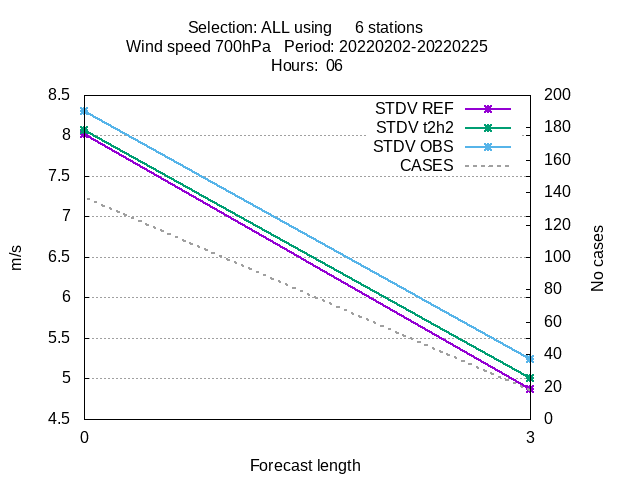 Selection: ALL using 6 stations
Wind speed 700hPa Period: 20220202-20220225
Hours: 06
STDV REF
STDV t2h2
STDV OBS
CASES
8.5
8
7.5
7
6.5
6
5.5
5
4.5
m/s
200
180
160
140
120
100
80
60
40
20
0
No cases
0 3
Forecast length